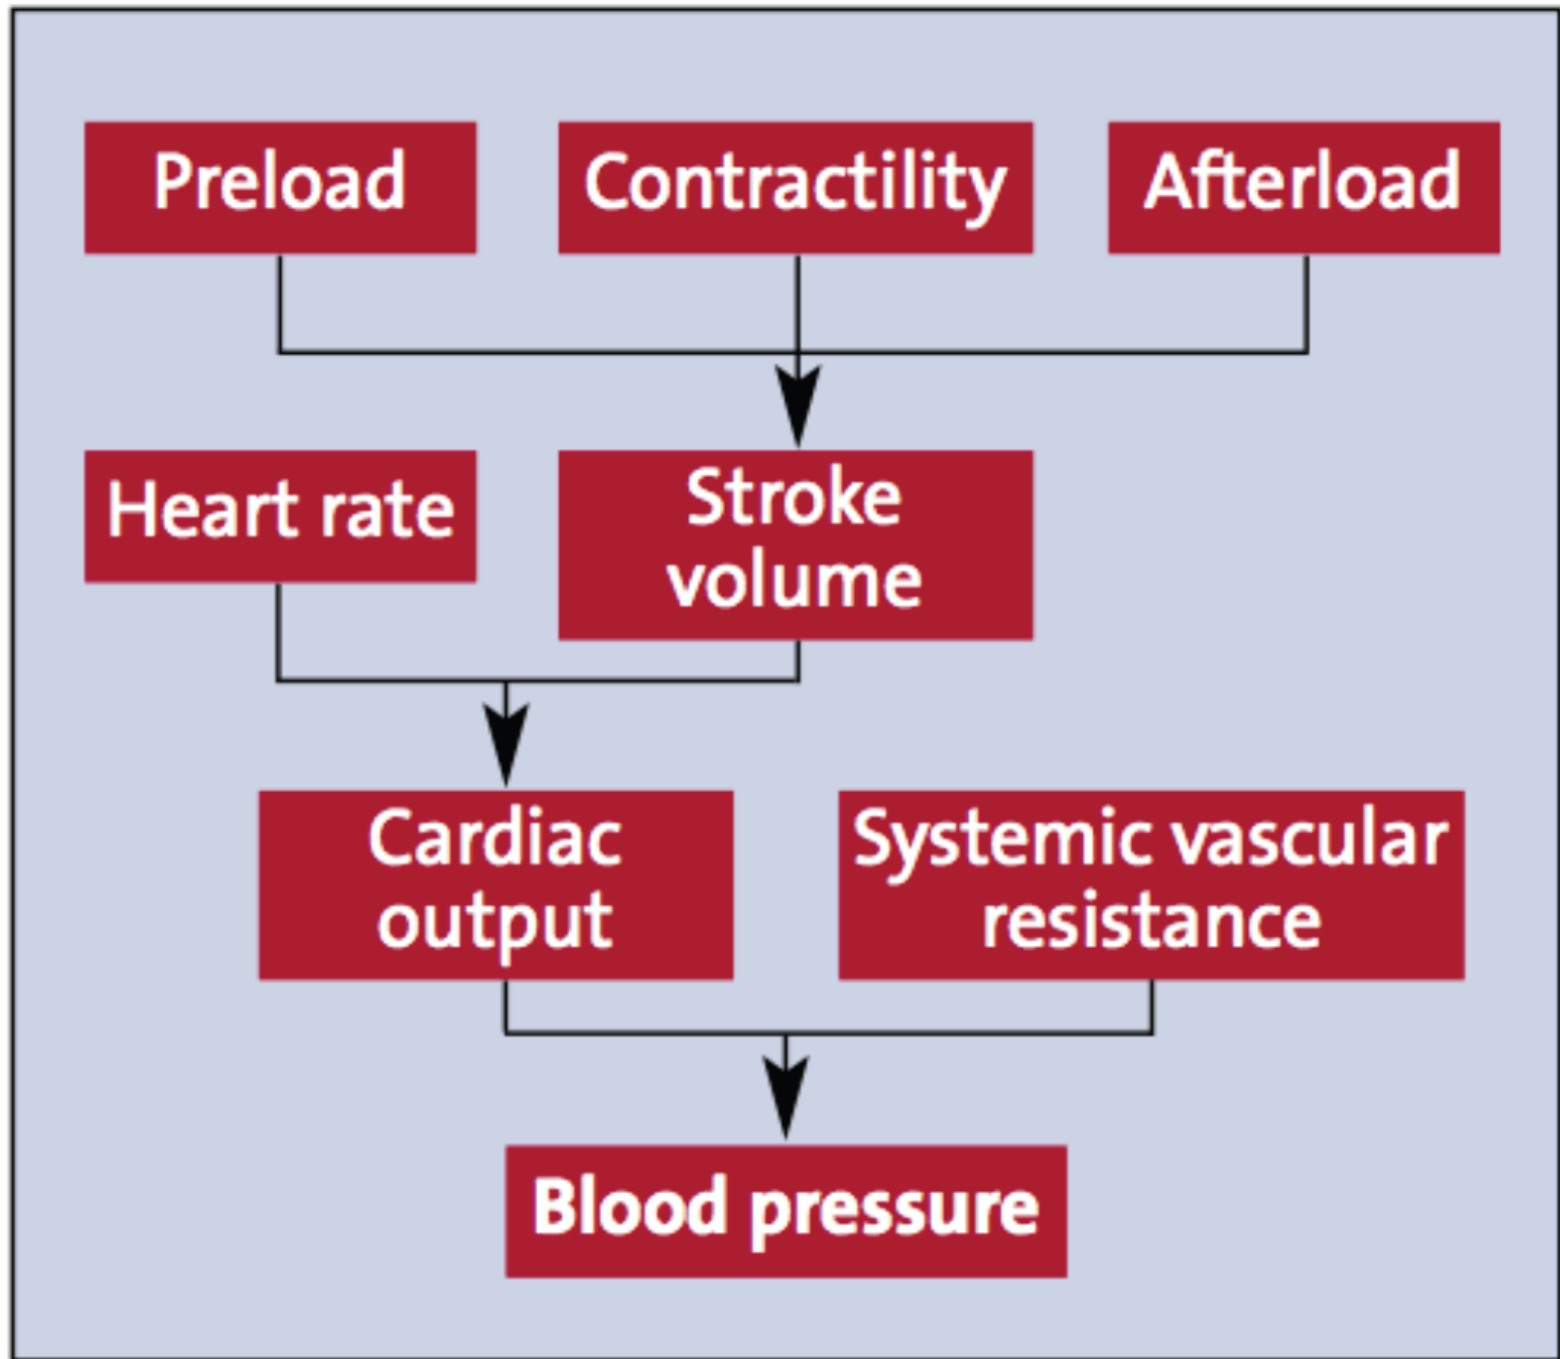 Preload
Contractility
Afterload
Heart rate
Stroke
volume
Cardiac
output
Systemic vascular
resistance
Blood pressure